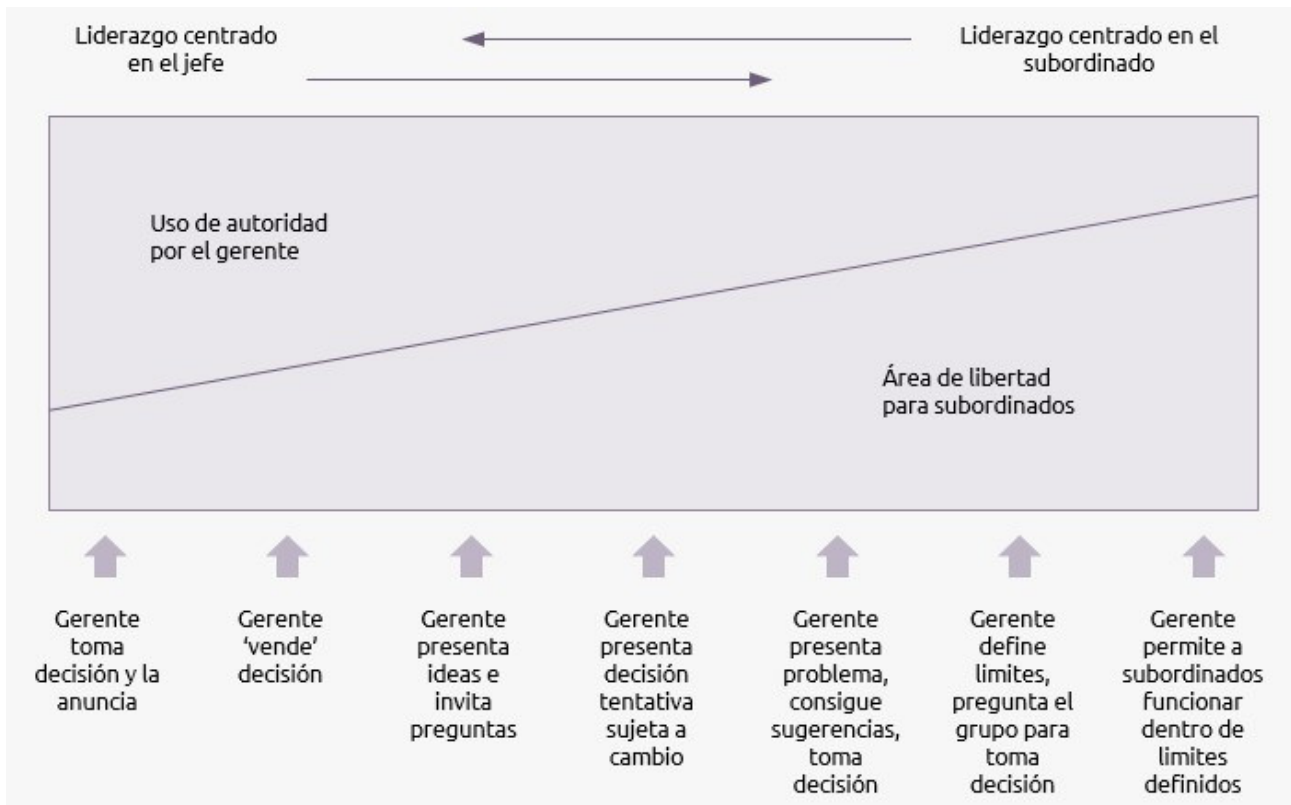 Liderazgo centrado
en el jefe
Liderazgo centrado en el
subordinado
Uso de autoridad
por el gerente
Área de libertad
para subordinados
Gerente
toma
decisión y la
anuncia
Gerente
‘vende’
decisión
Gerente
presenta
ideas e
invita
preguntas
Gerente
presenta
decisión
tentativa
sujeta a
cambio
Gerente
presenta
problema,
consigue
sugerencias,
toma
decisión
Gerente
define
limites,
pregunta el
grupo para
toma
decisión
Gerente
permite a
subordinados
funcionar
dentro de
limites
definidos